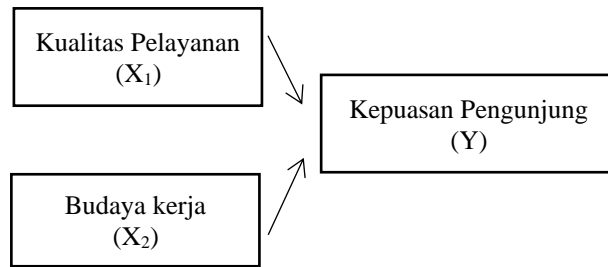 Kualitas Pelayanan
(X₁)
Kepuasan Pengunjung
(Y)
Budaya kerja
(X₂)